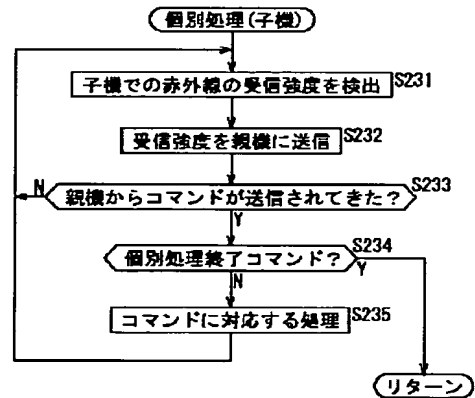 個別処理(子機)
子機での赤外線の受信強度を検出
S231
受信強度を親機に送信
S232
親機からコマンドが送信されてきた？
S233
N
Y
個別処理終了コマンド？
S234
Y
N
コマンドに対応する処理
S235
リターン